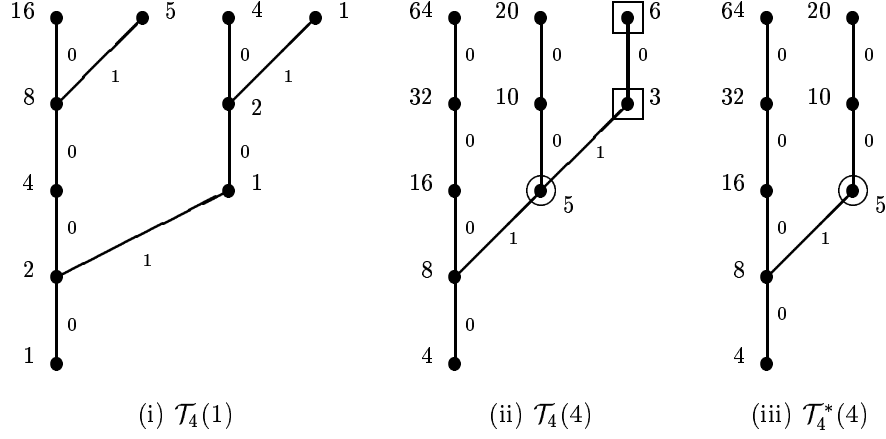 16 5 4 1 64 20 6 64 20
0 1 0 1 0 0 0 0 0
8 2 32 10 3 32 10
0 0 0 0 1 0 0
4 1 16 5 16 5
0 1 0 1 0 1
2 8 8
0 0 0
1 4 4
(i) 𝒯₄(1) (ii) 𝒯₄(4) (iii) 𝒯₄*(4)